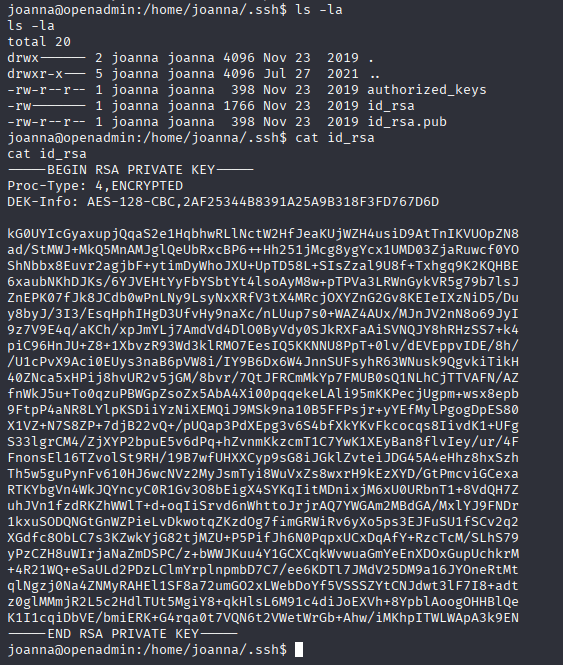 joanna@openadmin:/home/joanna/.ssh$ ls -la
ls -la
total 20
drwx------ 2 joanna joanna 4096 Nov 23  2019 .
drwxr-x--- 5 joanna joanna 4096 Jul 27  2021 ..
-rw-r--r-- 1 joanna joanna  398 Nov 23  2019 authorized_keys
-rw------- 1 joanna joanna 1766 Nov 23  2019 id_rsa
-rw-r--r-- 1 joanna joanna  398 Nov 23  2019 id_rsa.pub
joanna@openadmin:/home/joanna/.ssh$ cat id_rsa
cat id_rsa
-----BEGIN RSA PRIVATE KEY-----
Proc-Type: 4,ENCRYPTED
DEK-Info: AES-128-CBC,2AF25344B8391A25A9B318F3FD767D6D

kG0UYIcGyaxupjQqaS2e1HqbhwRLlNctW2HfJeaKUjWZH4usiD9AtTnIKVUOpZN8
ad/StMWJ+MkQ5MnAMJglQeUbRxcBP6++Hh251jMcg8ygYcx1UMD03ZjaRuwcf0YO
ShNbbx8Euvr2agjbF+ytimDyWhoJXU+UpTD58L+SIsZzal9U8f+Txhgq9K2KQHBE
6xaubNKhDJKs/6YJVEHtYyFbYSbtYt4lsoAyM8w+pTPVa3LRWnGykVR5g79b7lsJ
ZnEPK07fJk8JCdb0wPnLNy9LsyNxXRfV3tX4MRcjOXYZnG2Gv8KEIeIXzNiD5/Du
y8byJ/3I3/EsqHphIHgD3UfvHy9naXc/nLUup7s0+WAZ4AUx/MJnJV2nN8o69JyI
9z7V9E4q/aKCh/xpJmYLj7AmdVd4DlO0ByVdy0SJkRXFaAiSVNQJY8hRHzSS7+k4
piC96HnJU+Z8+1XbvzR93Wd3klRMO7EesIQ5KKNNU8PpT+0lv/dEVEppvIDE/8h/
/U1cPvX9Aci0EUys3naB6pVW8i/IY9B6Dx6W4JnnSUFsyhR63WNusk9QgvkiTikH
40ZNca5xHPij8hvUR2v5jGM/8bvr/7QtJFRCmMkYp7FMUB0sQ1NLhCjTTVAFN/AZ
fnWkJ5u+To0qzuPBWGpZsoZx5AbA4Xi00pqqekeLAli95mKKPecjUgpm+wsx8epb
9FtpP4aNR8LYlpKSDiiYzNiXEMQiJ9MSk9na10B5FFPsjr+yYEfMylPgogDpES80
X1VZ+N7S8ZP+7djB22vQ+/pUQap3PdXEpg3v6S4bfXkYKvFkcocqs8IivdK1+UFg
S33lgrCM4/ZjXYP2bpuE5v6dPq+hZvnmKkzcmT1C7YwK1XEyBan8flvIey/ur/4F
FnonsEl16TZvolSt9RH/19B7wfUHXXCyp9sG8iJGklZvteiJDG45A4eHhz8hxSzh
Th5w5guPynFv610HJ6wcNVz2MyJsmTyi8WuVxZs8wxrH9kEzXYD/GtPmcviGCexa
RTKYbgVn4WkJQYncyC0R1Gv3O8bEigX4SYKqIitMDnixjM6xU0URbnT1+8VdQH7Z
uhJVn1fzdRKZhWWlT+d+oqIiSrvd6nWhttoJrjrAQ7YWGAm2MBdGA/MxlYJ9FNDr
1kxuSODQNGtGnWZPieLvDkwotqZKzdOg7fimGRWiRv6yXo5ps3EJFuSU1fSCv2q2
XGdfc8ObLC7s3KZwkYjG82tjMZU+P5PifJh6N0PqpxUCxDqAfY+RzcTcM/SLhS79
yPzCZH8uWIrjaNaZmDSPC/z+bWWJKuu4Y1GCXCqkWvwuaGmYeEnXDOxGupUchkrM
+4R21WQ+eSaULd2PDzLClmYrplnpmbD7C7/ee6KDTl7JMdV25DM9a16JYOneRtMt
qlNgzj0Na4ZNMyRAHEl1SF8a72umGO2xLWebDoYf5VSSSZYtCNJdwt3lF7I8+adt
z0glMMmjR2L5c2HdlTUt5MgiY8+qkHlsL6M91c4diJoEXVh+8YpblAoogOHHBlQe
K1I1cqiDbVE/bmiERK+G4rqa0t7VQN6t2VWetWrGb+Ahw/iMKhpITWLWApA3k9EN
-----END RSA PRIVATE KEY-----
joanna@openadmin:/home/joanna/.ssh$